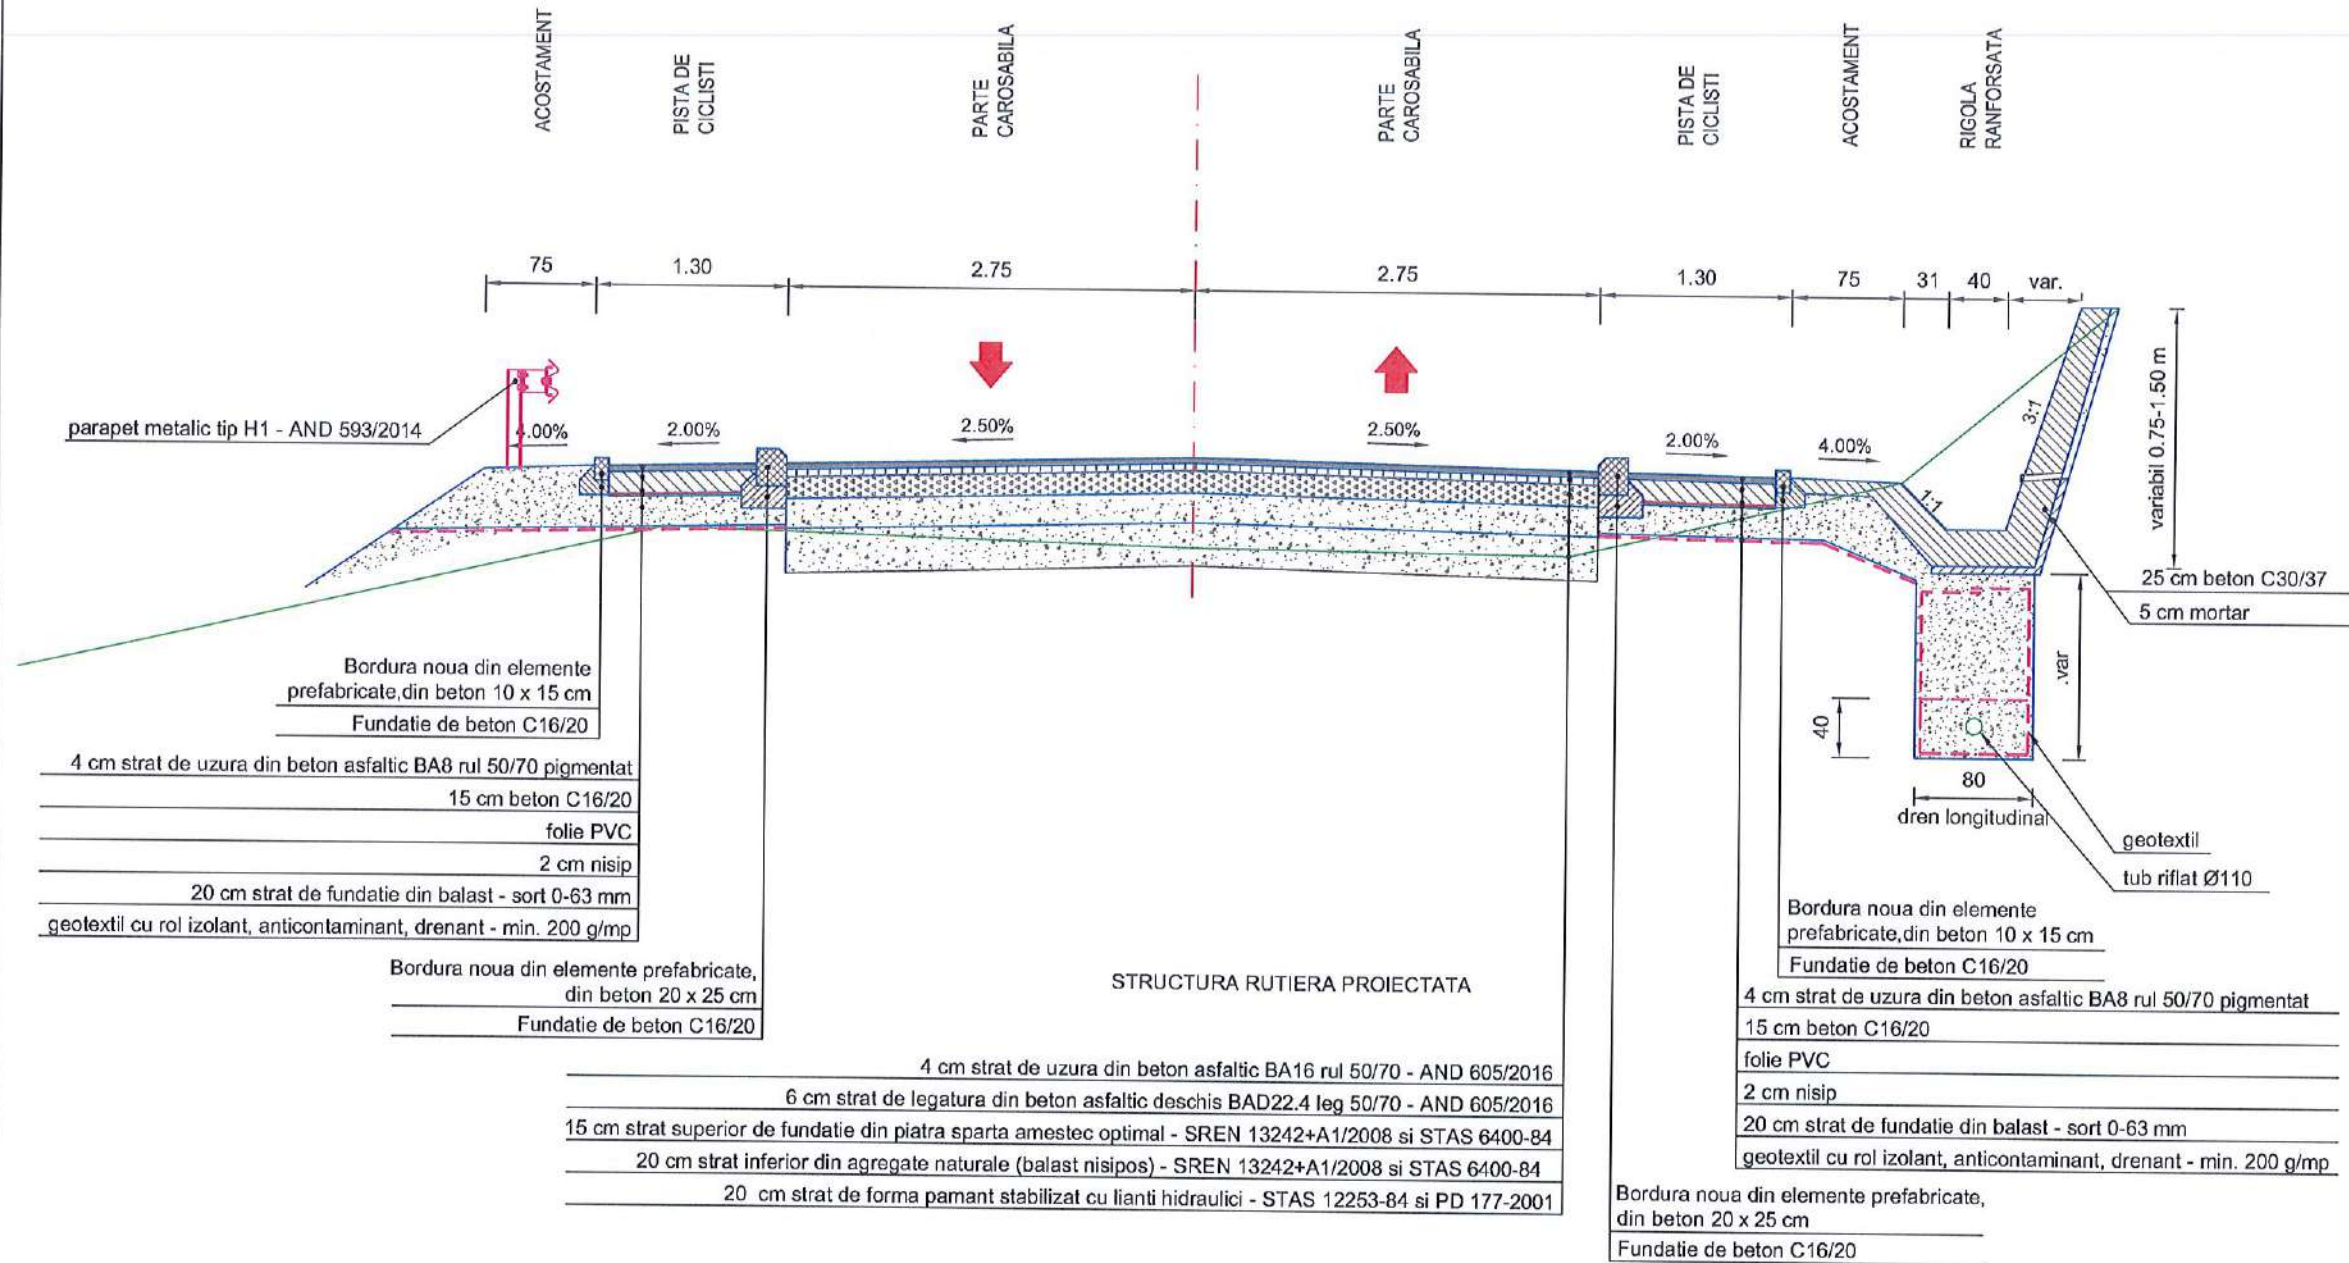 ACOSTAMENT
PISTA DE
CICLISTI
PARTE
CAROSABILA
PARTE
CAROSABILA
PISTA DE
CICLISTI
ACOSTAMENT
RIGOLA
RANFORSATA
75
1.30
2.75
2.75
1.30
75
31
40
var.
parapet metalic tip H1 - AND 593/2014
4.00%
2.00%
2.50%
2.50%
2.00%
4.00%
1:1
3:1
variabil 0.75-1.50 m
25 cm beton C30/37
5 cm mortar
var.
40
80
dren longitudinal
geotextil
tub riflat Ø110
Bordura noua din elemente
prefabricate,din beton 10 x 15 cm
Fundatie de beton C16/20
4 cm strat de uzura din beton asfaltic BA8 rul 50/70 pigmentat
15 cm beton C16/20
folie PVC
2 cm nisip
20 cm strat de fundatie din balast - sort 0-63 mm
geotextil cu rol izolant, anticontaminant, drenant - min. 200 g/mp
Bordura noua din elemente prefabricate,
din beton 20 x 25 cm
Fundatie de beton C16/20
STRUCTURA RUTIERA PROIECTATA
4 cm strat de uzura din beton asfaltic BA16 rul 50/70 - AND 605/2016
6 cm strat de legatura din beton asfaltic deschis BAD22.4 leg 50/70 - AND 605/2016
15 cm strat superior de fundatie din piatra sparta amestec optimal - SREN 13242+A1/2008 si STAS 6400-84
20 cm strat inferior din agregate naturale (balast nisipos) - SREN 13242+A1/2008 si STAS 6400-84
20 cm strat de forma pamant stabilizat cu lianti hidraulici - STAS 12253-84 si PD 177-2001
Bordura noua din elemente
prefabricate,din beton 10 x 15 cm
Fundatie de beton C16/20
4 cm strat de uzura din beton asfaltic BA8 rul 50/70 pigmentat
15 cm beton C16/20
folie PVC
2 cm nisip
20 cm strat de fundatie din balast - sort 0-63 mm
geotextil cu rol izolant, anticontaminant, drenant - min. 200 g/mp
Bordura noua din elemente prefabricate,
din beton 20 x 25 cm
Fundatie de beton C16/20